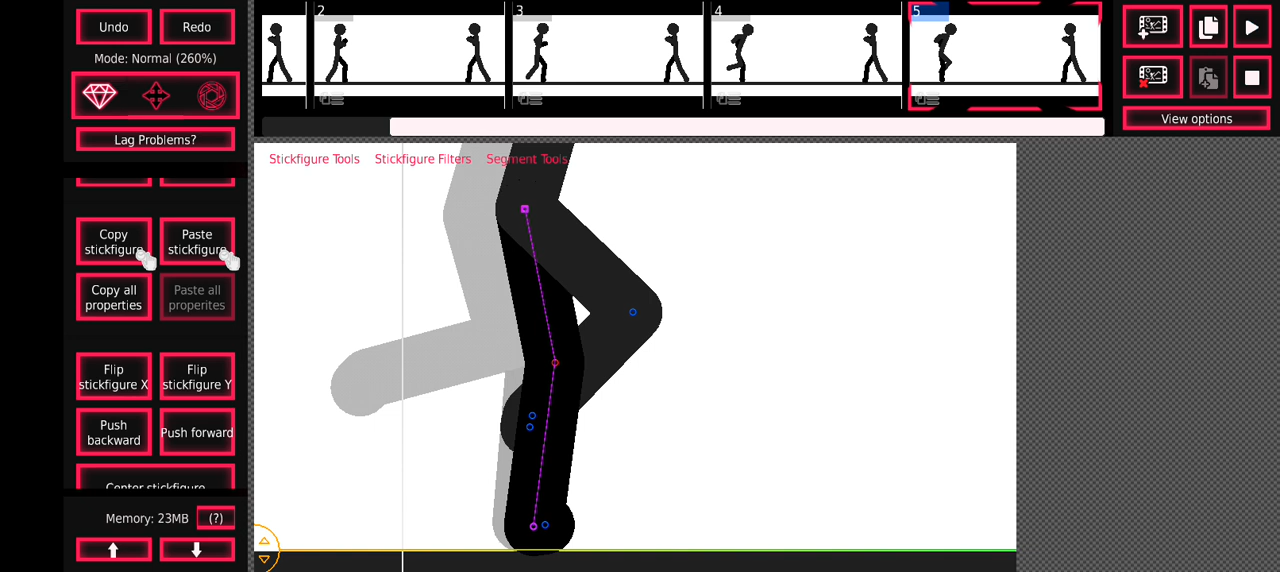 Undo
Redo
Mode: Normal (260%)
Lag Problems?
2
3
4
5
View options
Stickfigure Tools
Stickfigure Filters
Segment Tools
Copy
stickfigure
Paste
stickfigure
Copy all
properties
Paste all
properites
Flip
stickfigure X
Flip
stickfigure Y
Push
backward
Push forward
Center stickfigure
Memory: 23MB
(?)